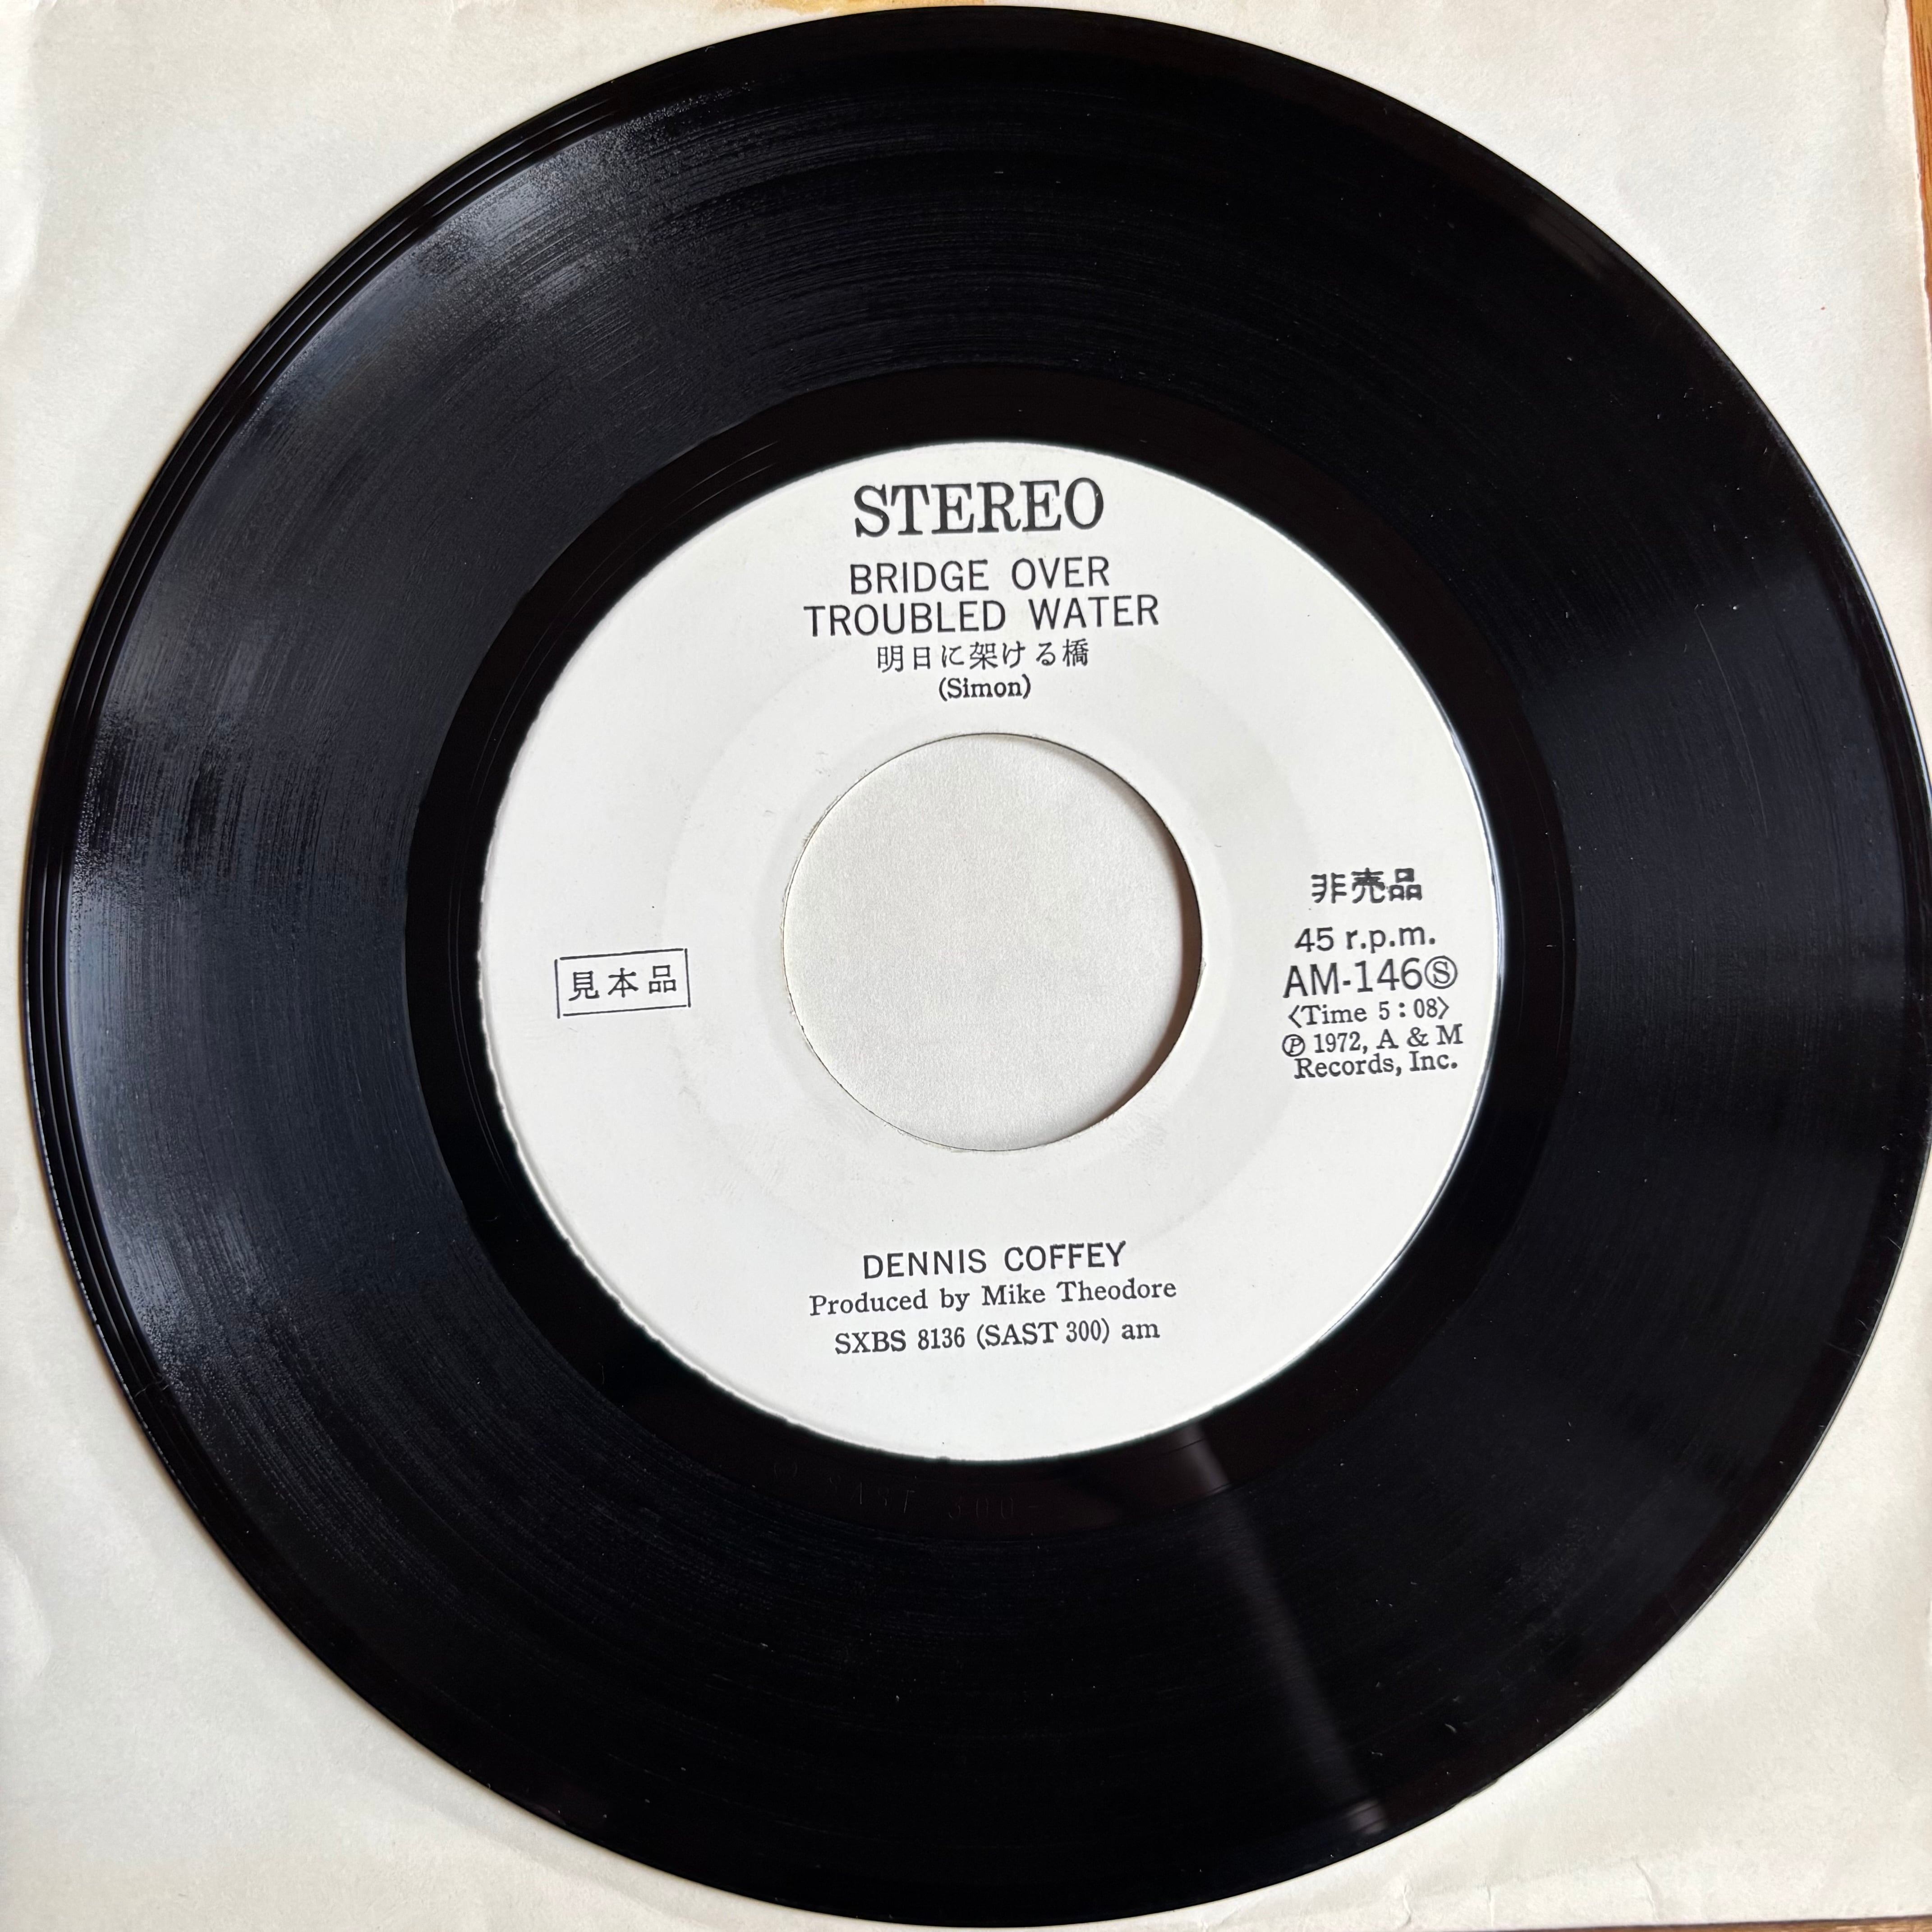 STEREO
BRIDGE OVER
TROUBLED WATER
明日に架ける橋
(Simon)
見本品
非売品
45 r.p.m.
AM-146Ⓢ
〈Time 5:08〉
Ⓟ 1972, A & M
Records, Inc.
DENNIS COFFEY
Produced by Mike Theodore
SXBS 8136 (SAST 300) am
SAST 300